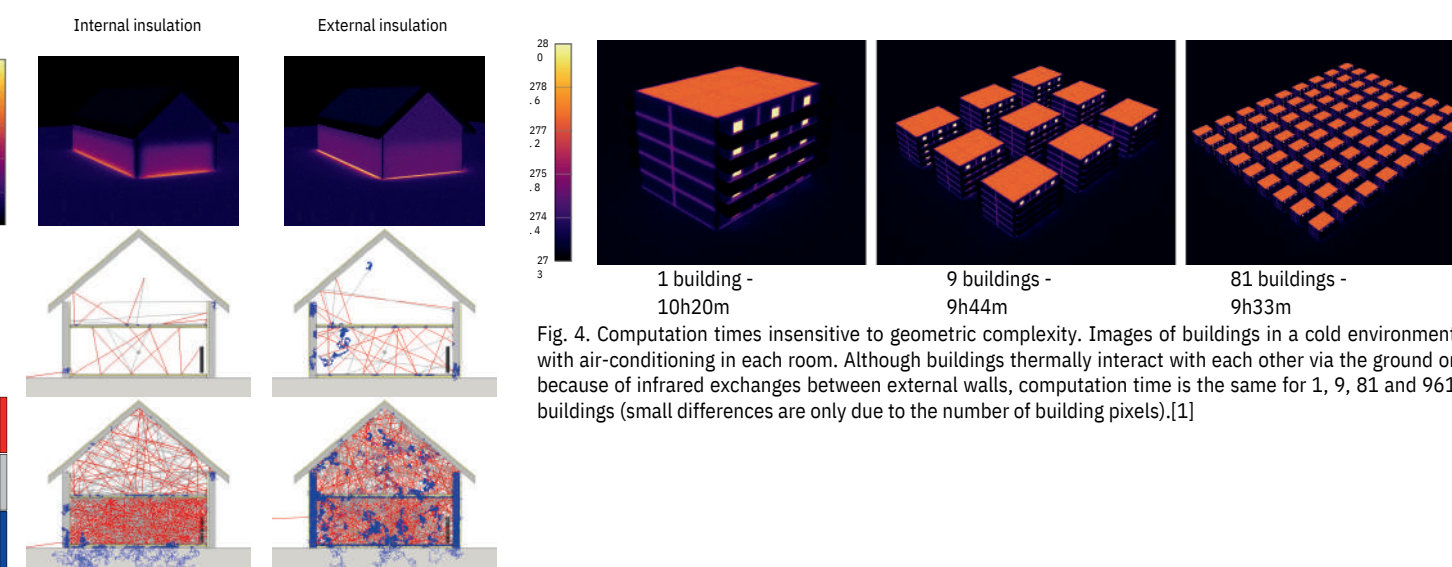 Internal insulation
External insulation
28
0
278
.6
277
.2
275
.8
274
.4
27
3
1 building -
10h20m
9 buildings -
9h44m
81 buildings -
9h33m
Fig. 4. Computation times insensitive to geometric complexity. Images of buildings in a cold environment
with air-conditioning in each room. Although buildings thermally interact with each other via the ground or
because of infrared exchanges between external walls, computation time is the same for 1, 9, 81 and 961
buildings (small differences are only due to the number of building pixels).[1]